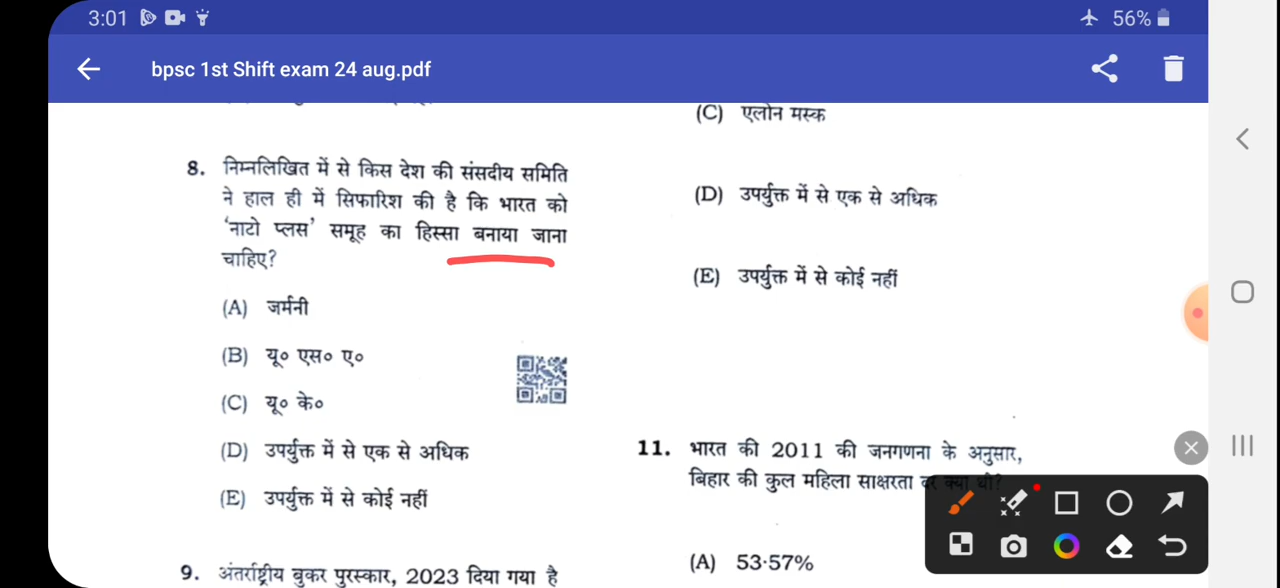 3:01
56%
bpsc 1st Shift exam 24 aug.pdf
8. निम्नलिखित में से किस देश की संसदीय समिति
ने हाल ही में सिफारिश की है कि भारत को
'नाटो प्लस' समूह का हिस्सा बनाया जाना
चाहिए?
(A) जर्मनी
(B) यू० एस० ए०
(C) यू० के०
(D) उपर्युक्त में से एक से अधिक
(E) उपर्युक्त में से कोई नहीं
9. अंतर्राष्ट्रीय बुकर पुरस्कार, 2023 दिया गया है
(C) एलोन मस्क
(D) उपर्युक्त में से एक से अधिक
(E) उपर्युक्त में से कोई नहीं
11. भारत की 2011 की जनगणना के अनुसार,
बिहार की कुल महिला साक्षरता दर क्या थी?
(A) 53·57%